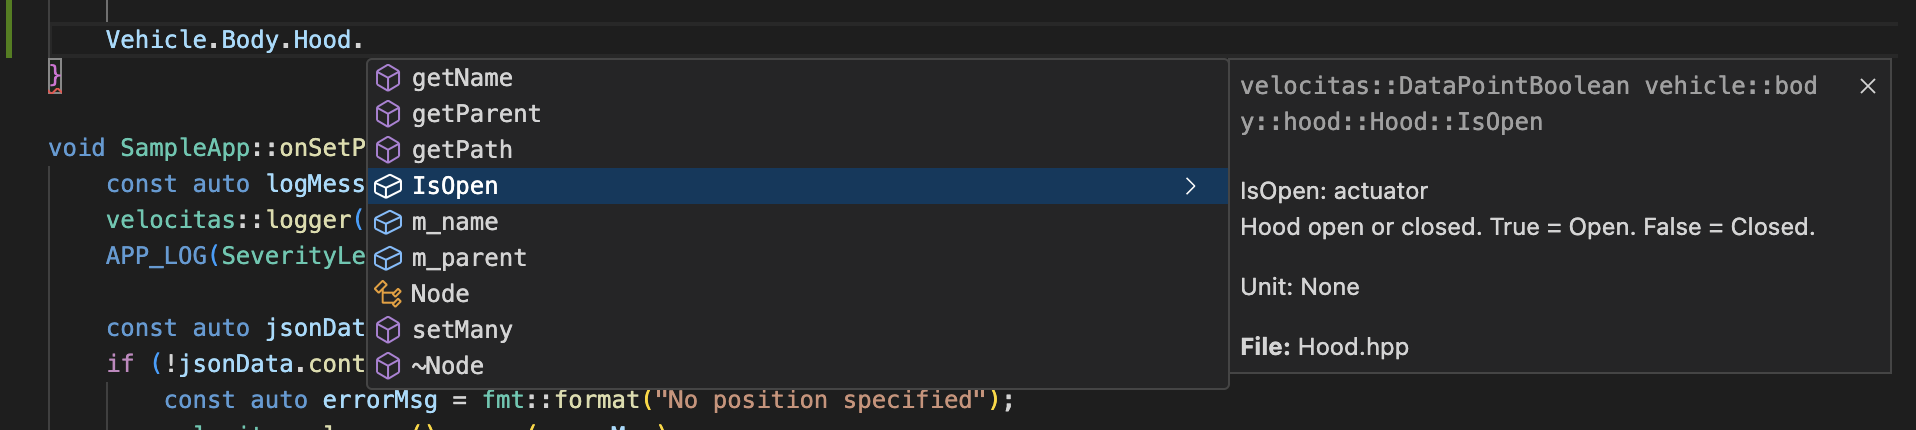 Vehicle.Body.Hood.
}
getName
getParent
getPath
IsOpen
m_name
m_parent
Node
setMany
~Node
velocitas::DataPointBoolean vehicle::bod
y::hood::Hood::IsOpen
IsOpen: actuator
Hood open or closed. True = Open. False = Closed.
Unit: None
File: Hood.hpp
void SampleApp::onSetP
const auto logMess
velocitas::logger(
APP_LOG(SeverityLe
const auto jsonDat
if (!jsonData.cont
const auto errorMsg = fmt::format("No position specified");